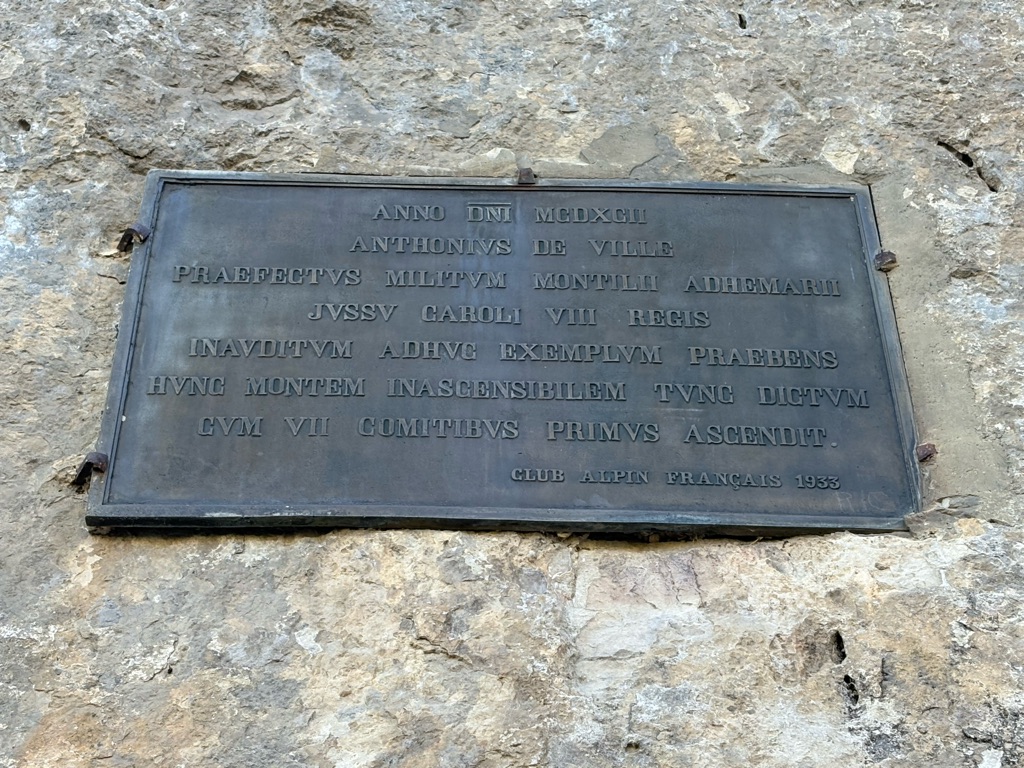 ANNO DNI MCDXCII
ANTHONIVS DE VILLE
PRAEFECTVS MILITVM MONTILII ADHEMARII
JVSSV CAROLI VIII REGIS
INAVDITVM ADHVC EXEMPLVM PRAEBENS
HVNC MONTEM INASCENSIBILEM TVNC DICTVM
CVM VII COMITIBVS PRIMVS ASCENDIT.
CLUB ALPIN FRANÇAIS 1933